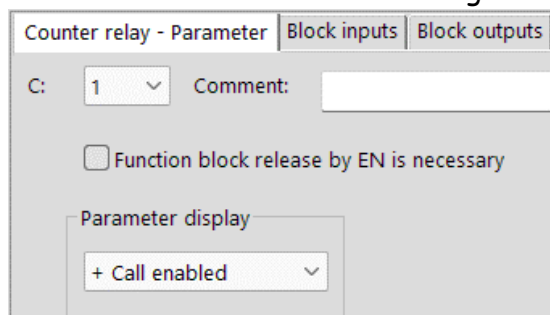 Counter relay - Parameter Block inputs Block outputs
C: 1 Comment:
Function block release by EN is necessary
Parameter display
+ Call enabled